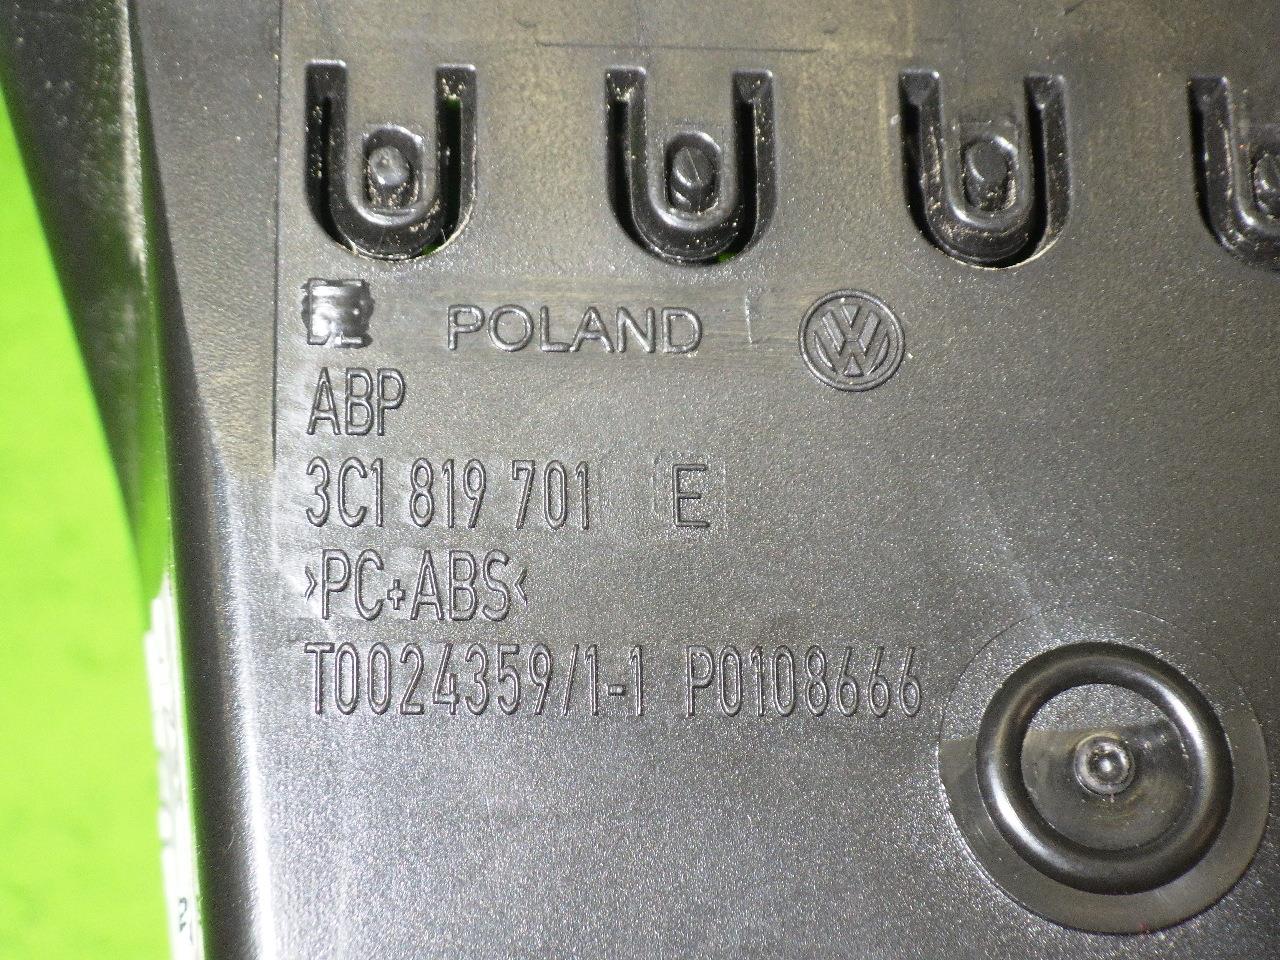 POLAND
ABP
3C1 819 701 E
>PC+ABS<
T0024359/1-1 P0108666